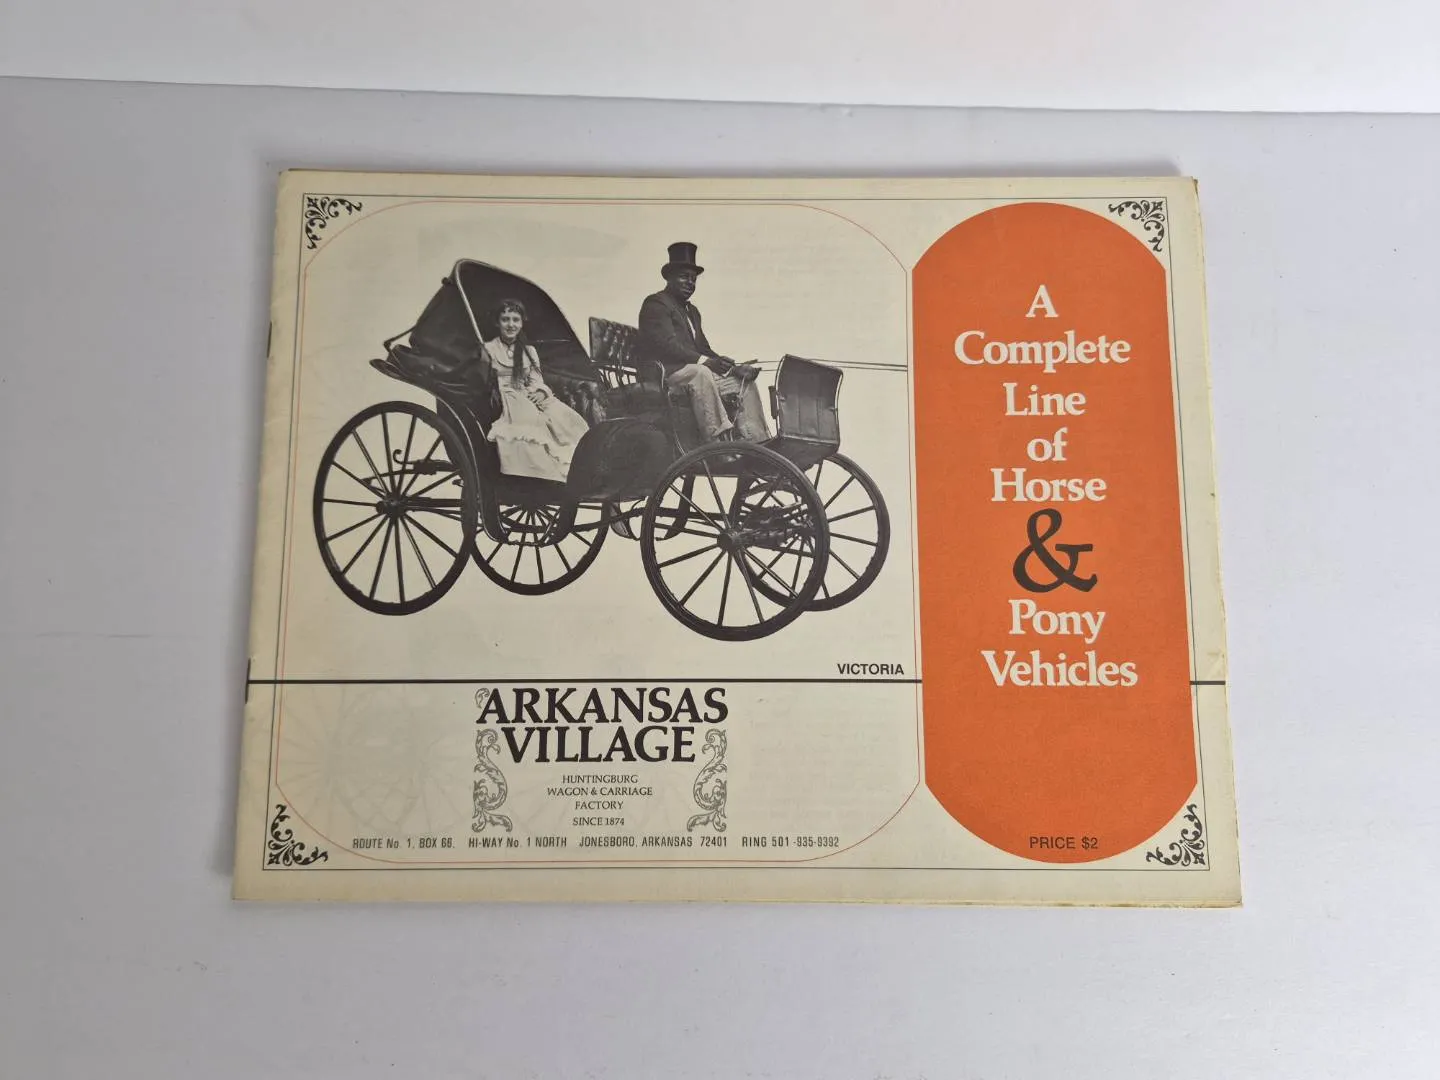 A
Complete
Line
of
Horse
&
Pony
Vehicles
VICTORIA
ARKANSAS
VILLAGE
HUNTINGBURG
WAGON & CARRIAGE
FACTORY
SINCE 1874
ROUTE No. 1, BOX 66. HI-WAY No. 1 NORTH JONESBORO, ARKANSAS 72401 RING 501-935-9392
PRICE $2